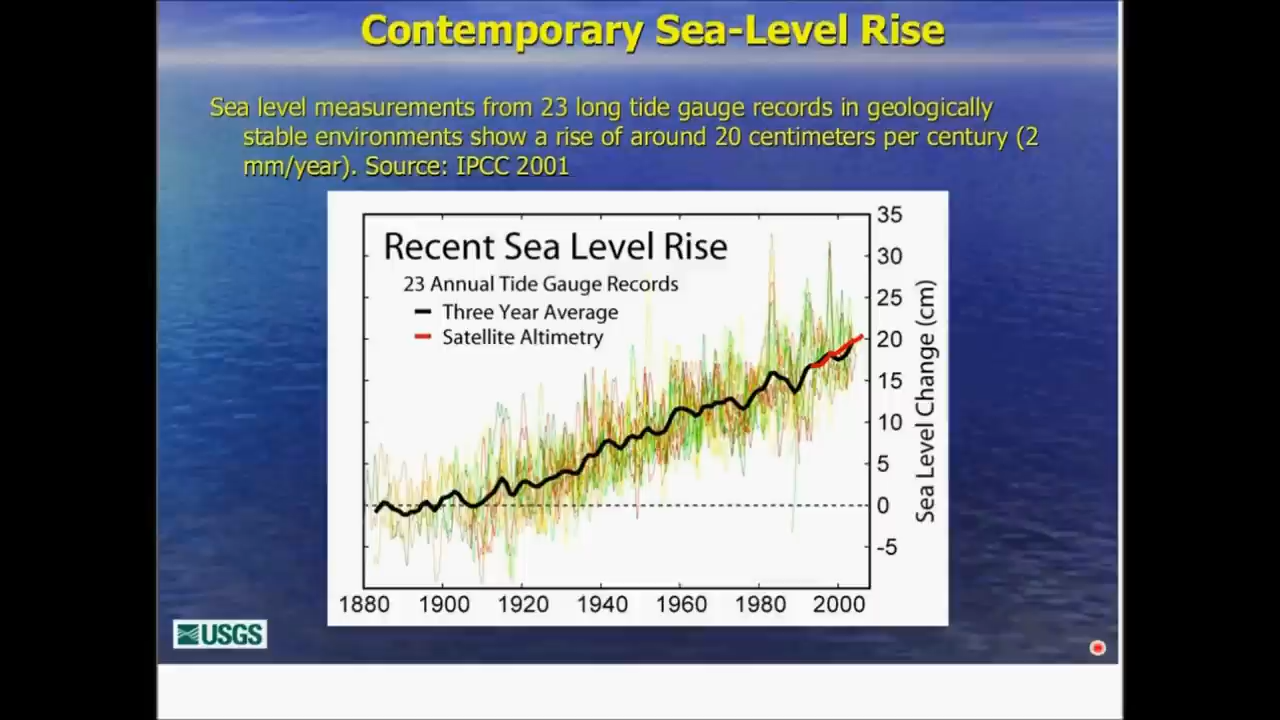 Contemporary Sea-Level Rise
Sea level measurements from 23 long tide gauge records in geologically
stable environments show a rise of around 20 centimeters per century (2
mm/year). Source: IPCC 2001
Recent Sea Level Rise
23 Annual Tide Gauge Records
Three Year Average
Satellite Altimetry
35
30
25
20
15
10
5
0
-5
Sea Level Change (cm)
1880 1900 1920 1940 1960 1980 2000
USGS